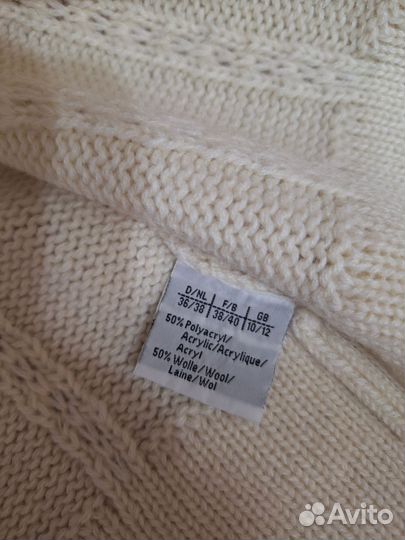 D/NL F/B GB
36/38 38/40 10/12
50% Polyacryl/
Acrylic/Acrylique/
Acryl
50% Wolle/Wool/
Laine/Wol
Avito